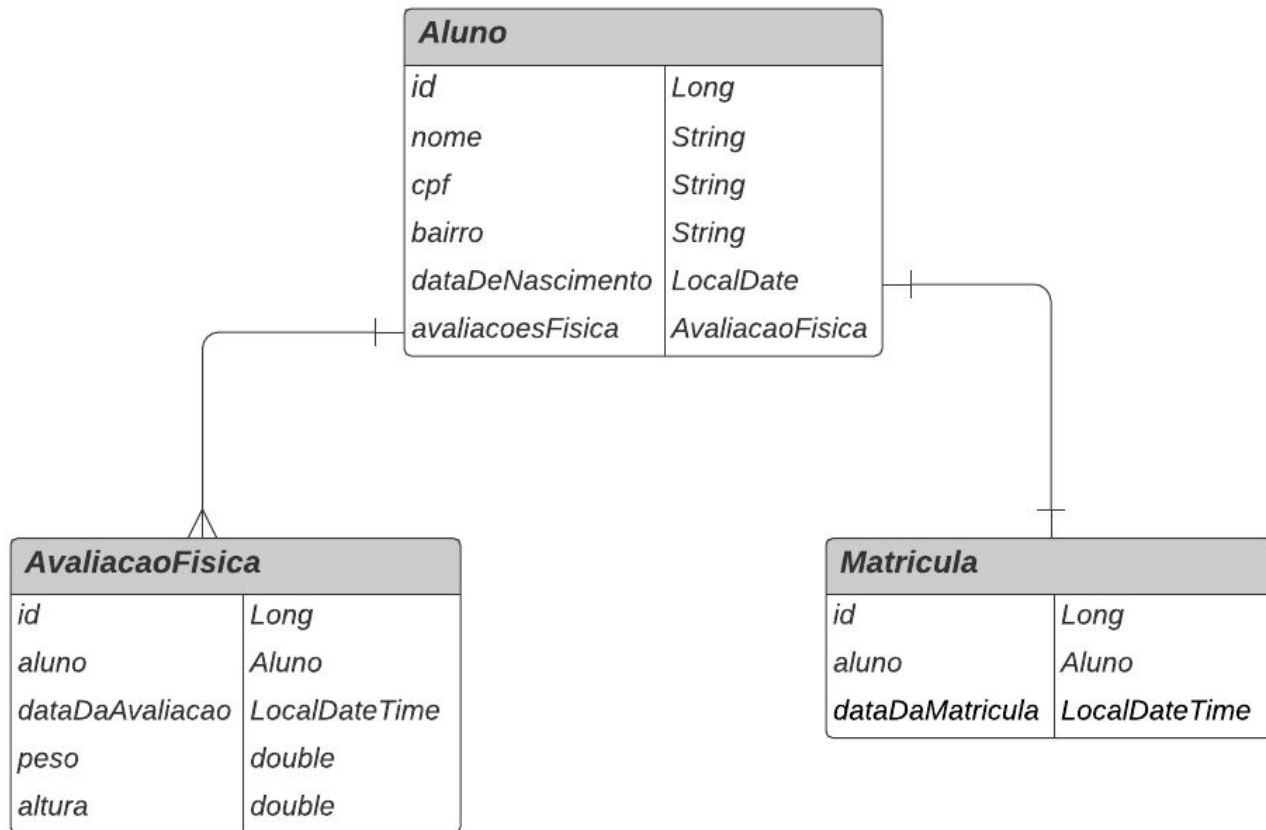 Aluno
id Long
nome String
cpf String
bairro String
dataDeNascimento LocalDate
avaliacoesFisica AvaliacaoFisica
AvaliacaoFisica
id Long
aluno Aluno
dataDaAvaliacao LocalDateTime
peso double
altura double
Matricula
id Long
aluno Aluno
dataDaMatricula LocalDateTime